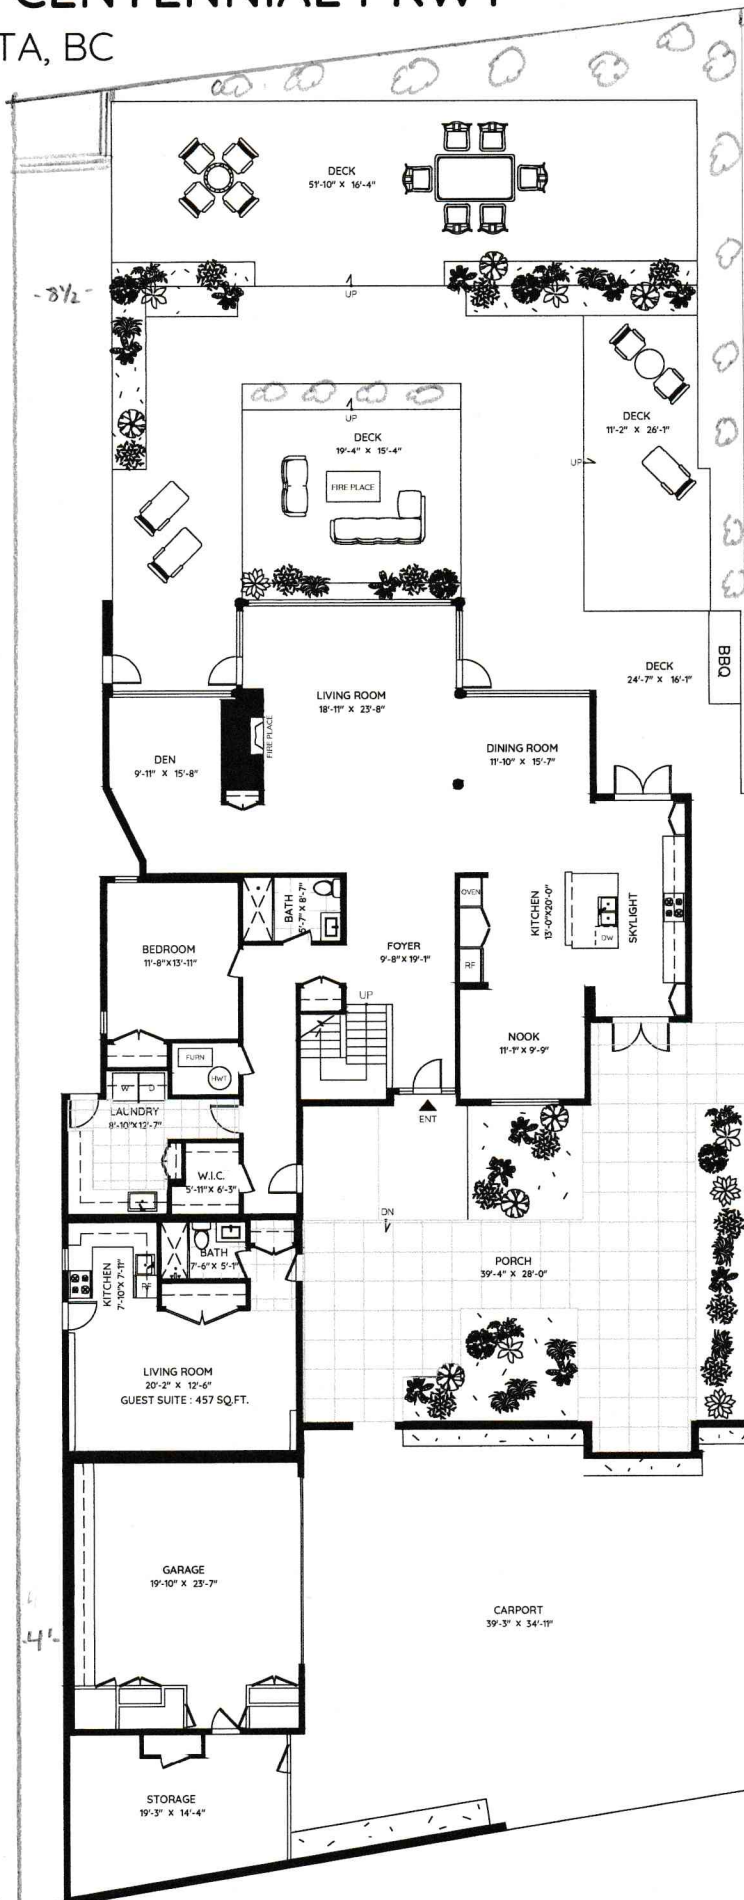 CENTENNIAL PKWY
TA, BC
DECK
51'-10" X 16'-4"
- 8½ -
UP
UP
DECK
19'-4" X 15'-4"
FIRE PLACE
DECK
11'-2" X 26'-1"
UP
BBQ
DECK
24'-7" X 16'-1"
LIVING ROOM
18'-11" X 23'-8"
FIRE PLACE
DINING ROOM
11'-10" X 15'-7"
DEN
9'-11" X 15'-8"
BATH
5'-7" X 8'-7"
OVEN
KITCHEN
13'-0"X20'-0"
SKYLIGHT
DW
RF
BEDROOM
11'-8"X13'-11"
FOYER
9'-8"X 19'-1"
UP
NOOK
11'-1" X 9'-9"
FURN
HWT
W
D
LAUNDRY
8'-10"X12'-7"
ENT
W.I.C.
5'-11"X 6'-3"
DN
BATH
7'-6"X 5'-1"
KITCHEN
7'-10"X 7'-11"
RF
PORCH
39'-4" X 28'-0"
LIVING ROOM
20'-2" X 12'-6"
GUEST SUITE : 457 SQ.FT.
GARAGE
19'-10" X 23'-7"
CARPORT
39'-3" X 34'-11"
-4'-
STORAGE
19'-3" X 14'-4"